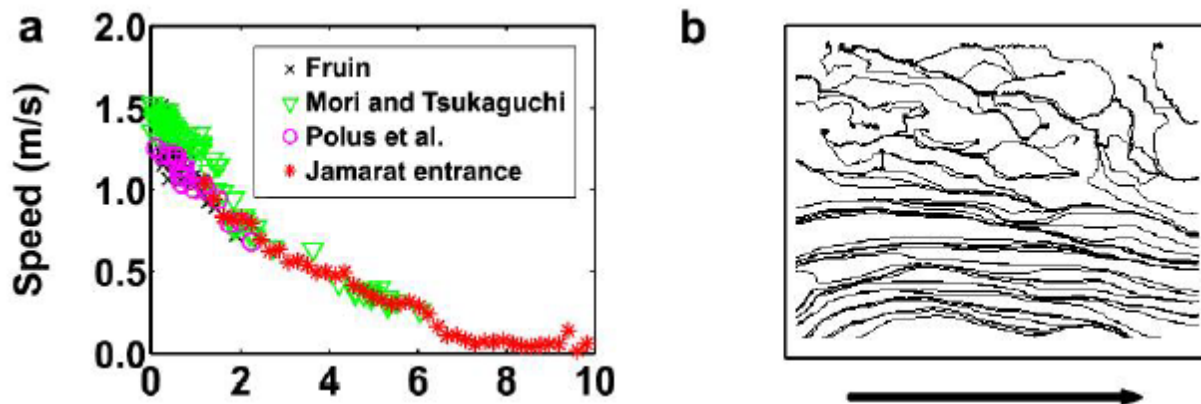 a
2.0
1.5
1.0
0.5
0.0
Speed (m/s)
Fruin
Mori and Tsukaguchi
Polus et al.
Jamarat entrance
0 2 4 6 8 10
b